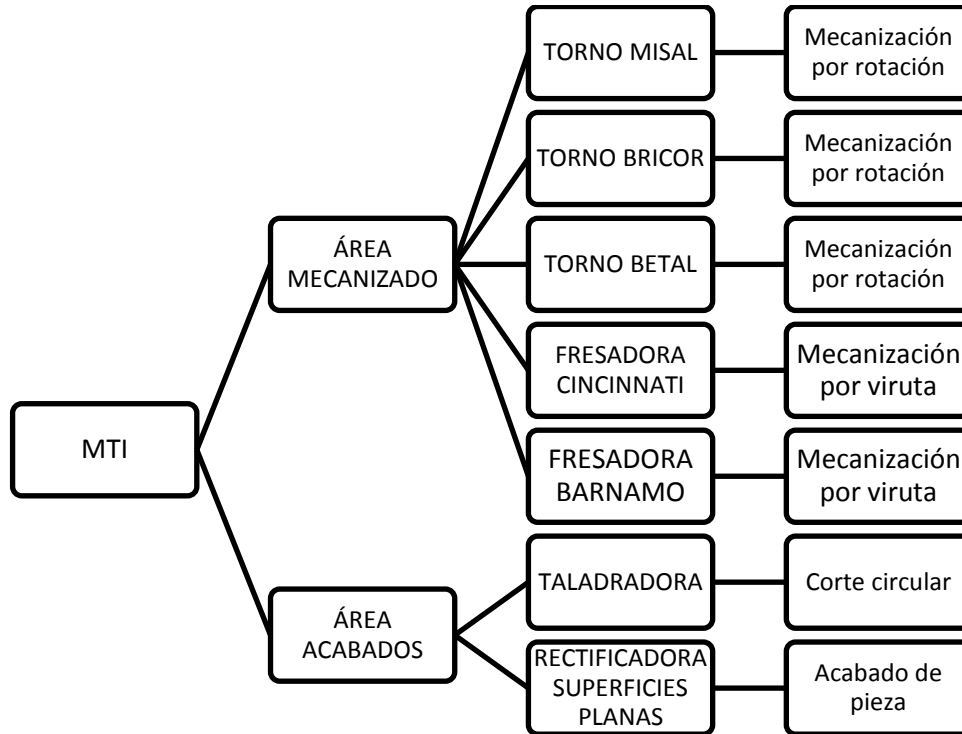 MTI
ÁREA
MECANIZADO
TORNO MISAL
Mecanización
por rotación
TORNO BRICOR
Mecanización
por rotación
TORNO BETAL
Mecanización
por rotación
FRESADORA
CINCINNATI
Mecanización
por viruta
FRESADORA
BARNAMO
Mecanización
por viruta
ÁREA
ACABADOS
TALADRADORA
Corte circular
RECTIFICADORA
SUPERFICIES
PLANAS
Acabado de
pieza